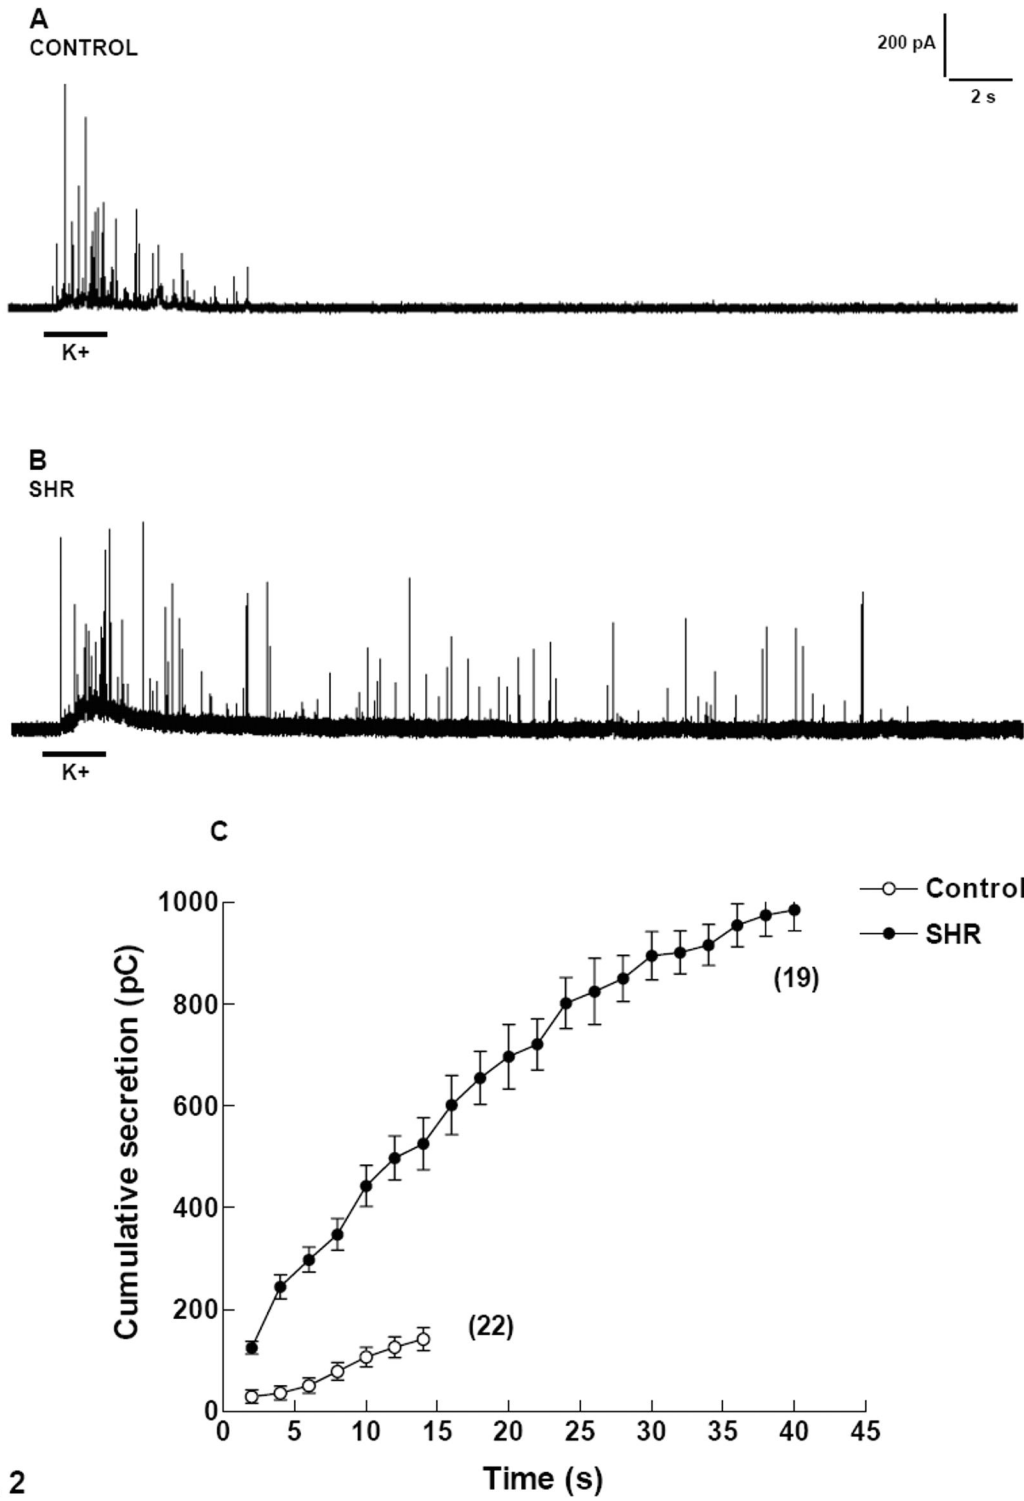 A
CONTROL
200 pA
2 s
K+
B
SHR
K+
C
Control
SHR
1000
800
600
400
200
0
Cumulative secretion (pC)
(19)
(22)
0 5 10 15 20 25 30 35 40 45
Time (s)
2